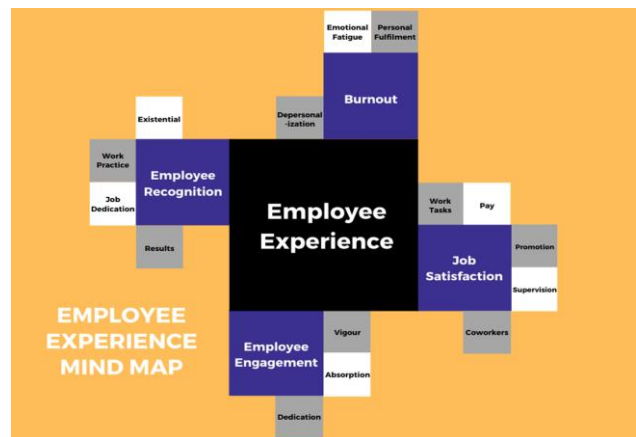 Emotional
Fatigue
Personal
Fulfilment
Burnout
Depersonal
-ization
Existential
Work
Practice
Employee
Recognition
Job
Dedication
Results
Employee
Experience
Work
Tasks
Pay
Job
Satisfaction
Promotion
Supervision
Coworkers
EMPLOYEE
EXPERIENCE
MIND MAP
Employee
Engagement
Vigour
Absorption
Dedication